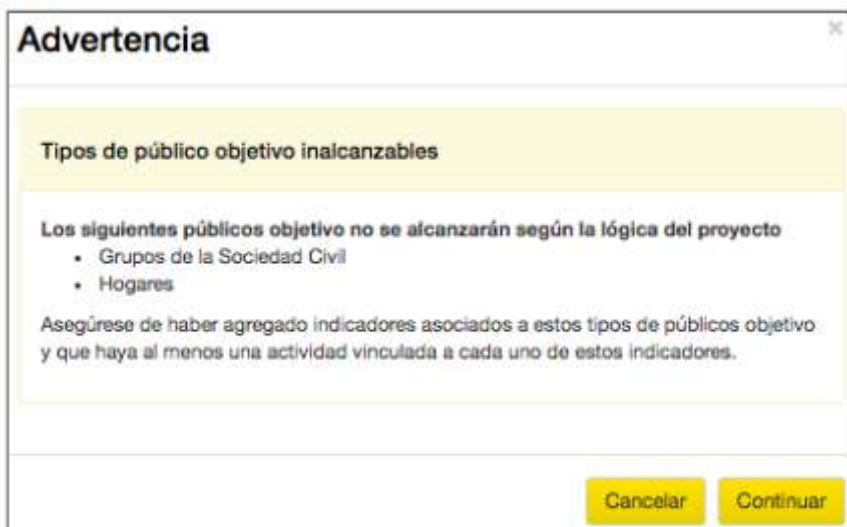 Advertencia
×
Tipos de público objetivo inalcanzables
Los siguientes públicos objetivo no se alcanzarán según la lógica del proyecto
• Grupos de la Sociedad Civil
• Hogares
Asegúrese de haber agregado indicadores asociados a estos tipos de públicos objetivo
y que haya al menos una actividad vinculada a cada uno de estos indicadores.
Cancelar Continuar